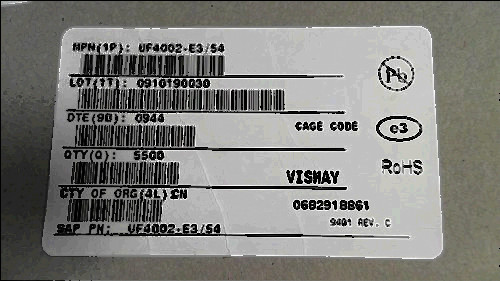 MPN(1P): UF4002-E3/54
LOT(1T): 0910190030
DTE(9D): 0944
QTY(Q): 5500
CTY OF ORG(4L):CN
SAP PN: UF4002-E3/54
Pb
CAGE CODE
e3
RoHS
VISHAY
0682918861
9401 REV. C